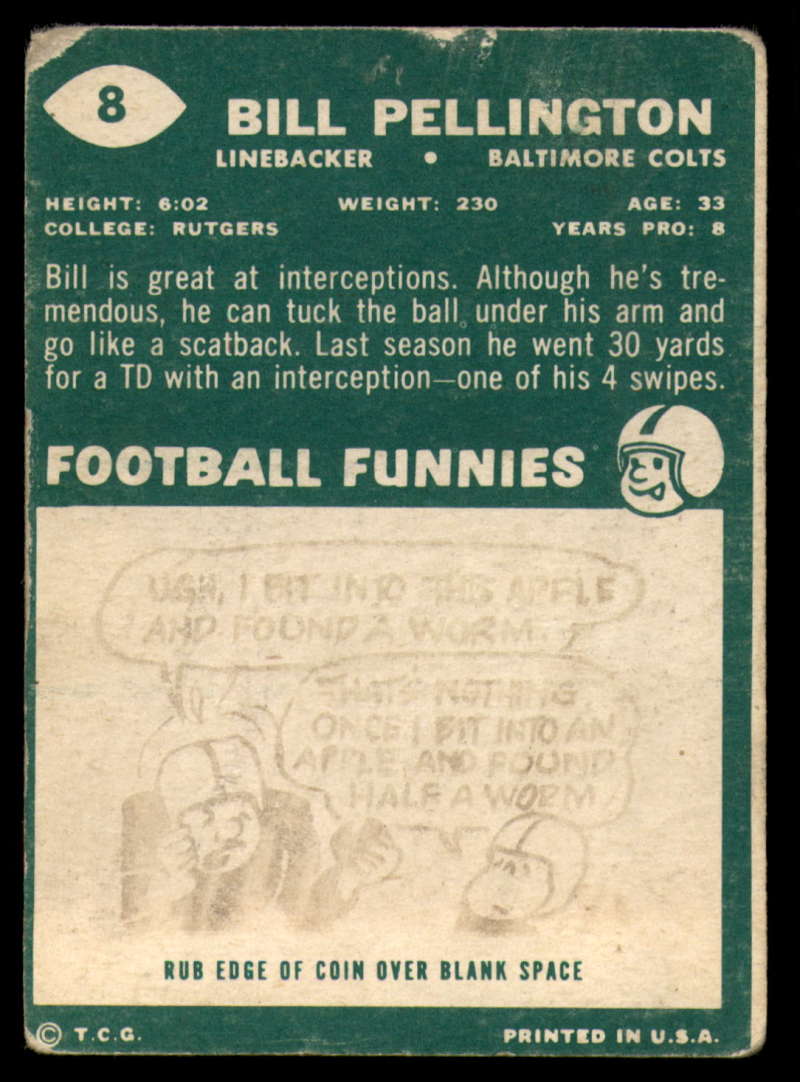 8
BILL PELLINGTON
LINEBACKER • BALTIMORE COLTS
HEIGHT: 6:02 WEIGHT: 230 AGE: 33
COLLEGE: RUTGERS YEARS PRO: 8
Bill is great at interceptions. Although he's tre-
mendous, he can tuck the ball under his arm and
go like a scatback. Last season he went 30 yards
for a TD with an interception—one of his 4 swipes.
FOOTBALL FUNNIES
UGH, I BIT INTO THIS APPLE
AND FOUND A WORM.
THATS NOTHING
ONCE I BIT INTO AN
APPLE AND FOUND
HALF A WORM
RUB EDGE OF COIN OVER BLANK SPACE
© T.C.G. PRINTED IN U.S.A.